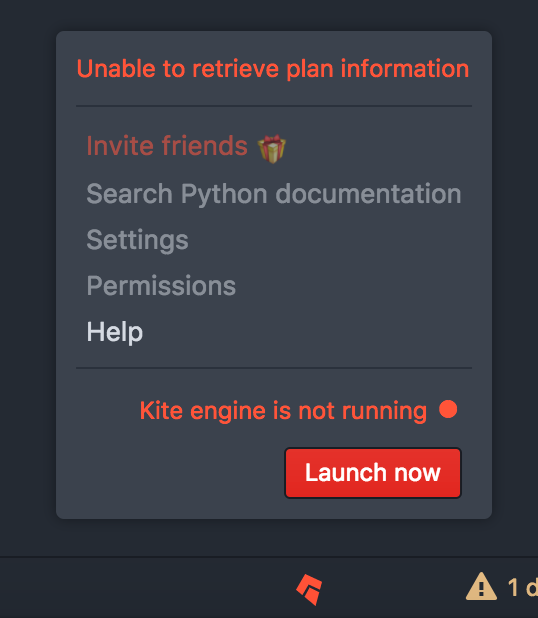 Unable to retrieve plan information
Invite friends
Search Python documentation
Settings
Permissions
Help
Kite engine is not running
Launch now
1 d